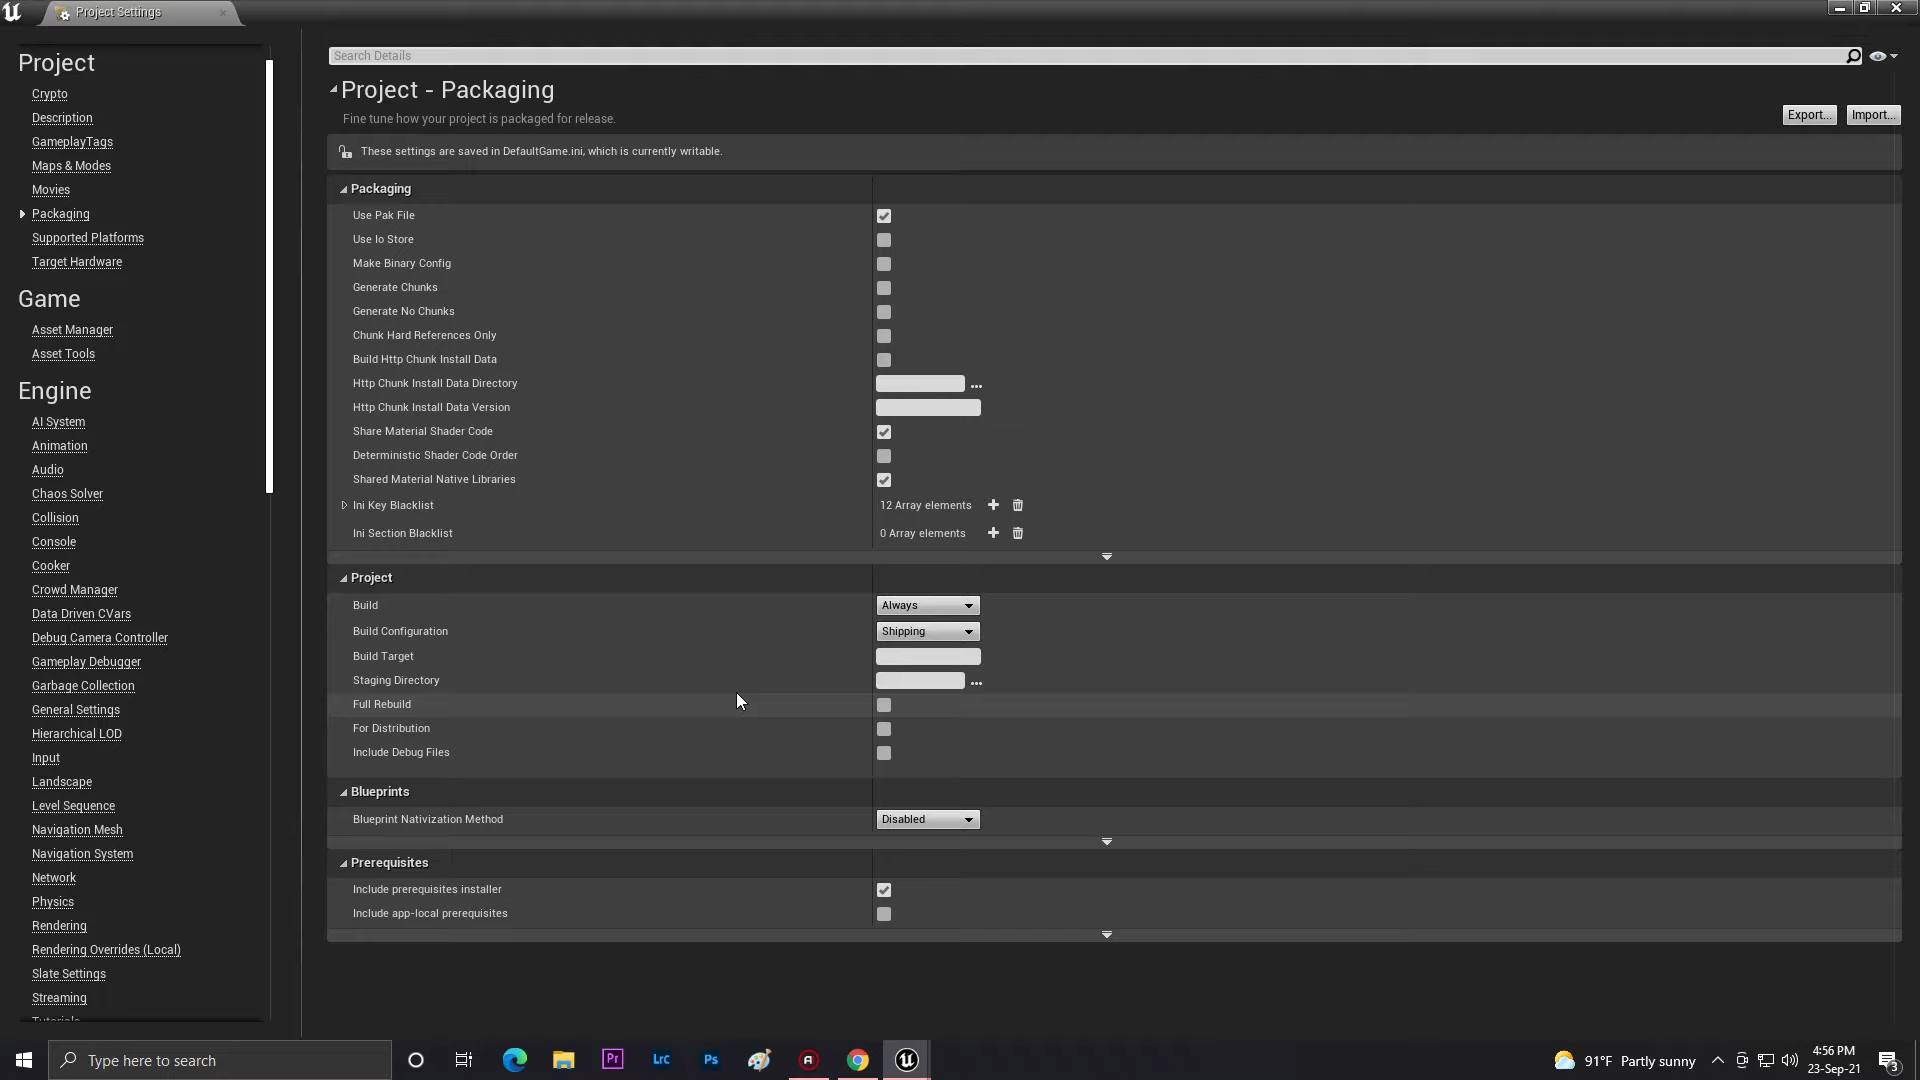 Project Settings
Project
Crypto
Description
GameplayTags
Maps & Modes
Movies
Packaging
Supported Platforms
Target Hardware
Game
Asset Manager
Asset Tools
Engine
AI System
Animation
Audio
Chaos Solver
Collision
Console
Cooker
Crowd Manager
Data Driven CVars
Debug Camera Controller
Gameplay Debugger
Garbage Collection
General Settings
Hierarchical LOD
Input
Landscape
Level Sequence
Navigation Mesh
Navigation System
Network
Physics
Rendering
Rendering Overrides (Local)
Slate Settings
Streaming
Tutorials
Search Details
Project - Packaging
Fine tune how your project is packaged for release.
Export...
Import...
These settings are saved in DefaultGame.ini, which is currently writable.
Packaging
Use Pak File
Use Io Store
Make Binary Config
Generate Chunks
Generate No Chunks
Chunk Hard References Only
Build Http Chunk Install Data
Http Chunk Install Data Directory
...
Http Chunk Install Data Version
Share Material Shader Code
Deterministic Shader Code Order
Shared Material Native Libraries
Ini Key Blacklist 12 Array elements
Ini Section Blacklist 0 Array elements
Project
Build Always
Build Configuration Shipping
Build Target
Staging Directory
...
Full Rebuild
For Distribution
Include Debug Files
Blueprints
Blueprint Nativization Method Disabled
Prerequisites
Include prerequisites installer
Include app-local prerequisites
Type here to search
Pr
Lrc
Ps
91°F Partly sunny
4:56 PM
23-Sep-21
3